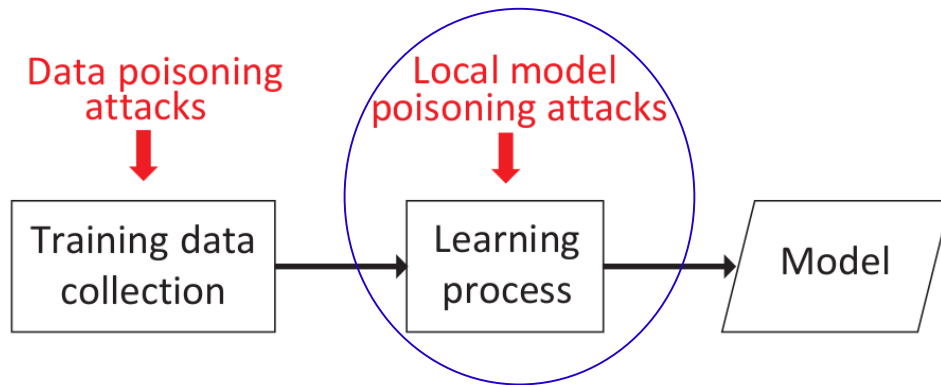 Data poisoning
attacks
Local model
poisoning attacks
Training data
collection
Learning
process
Model